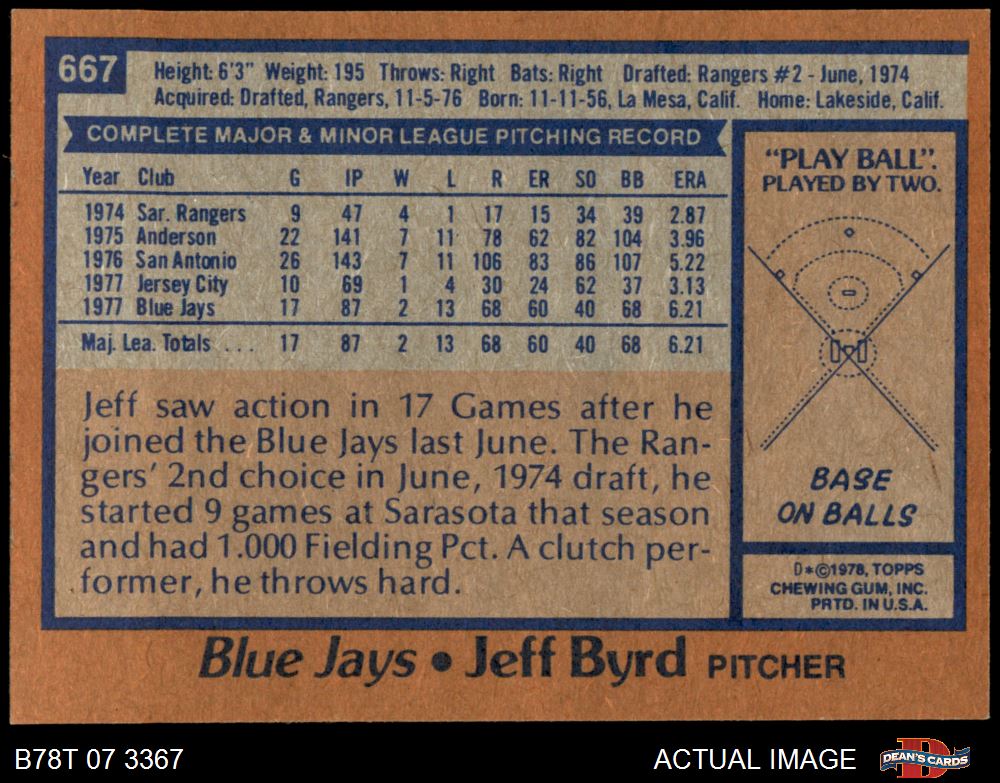 667
Height: 6'3" Weight: 195 Throws: Right Bats: Right Drafted: Rangers #2 - June, 1974
Acquired: Drafted, Rangers, 11-5-76 Born: 11-11-56, La Mesa, Calif. Home: Lakeside, Calif.
COMPLETE MAJOR & MINOR LEAGUE PITCHING RECORD
Year Club G IP W L R ER SO BB ERA
1974 Sar. Rangers 9 47 4 1 17 15 34 39 2.87
1975 Anderson 22 141 7 11 78 62 82 104 3.96
1976 San Antonio 26 143 7 11 106 83 86 107 5.22
1977 Jersey City 10 69 1 4 30 24 62 37 3.13
1977 Blue Jays 17 87 2 13 68 60 40 68 6.21
Maj. Lea. Totals ... 17 87 2 13 68 60 40 68 6.21
Jeff saw action in 17 Games after he
joined the Blue Jays last June. The Ran-
gers' 2nd choice in June, 1974 draft, he
started 9 games at Sarasota that season
and had 1.000 Fielding Pct. A clutch per-
former, he throws hard.
"PLAY BALL".
PLAYED BY TWO.
BASE
ON BALLS
D*©1978, TOPPS
CHEWING GUM, INC.
PRTD. IN U.S.A.
Blue Jays • Jeff Byrd PITCHER
B78T 07 3367 ACTUAL IMAGE
DEAN'S CARDS